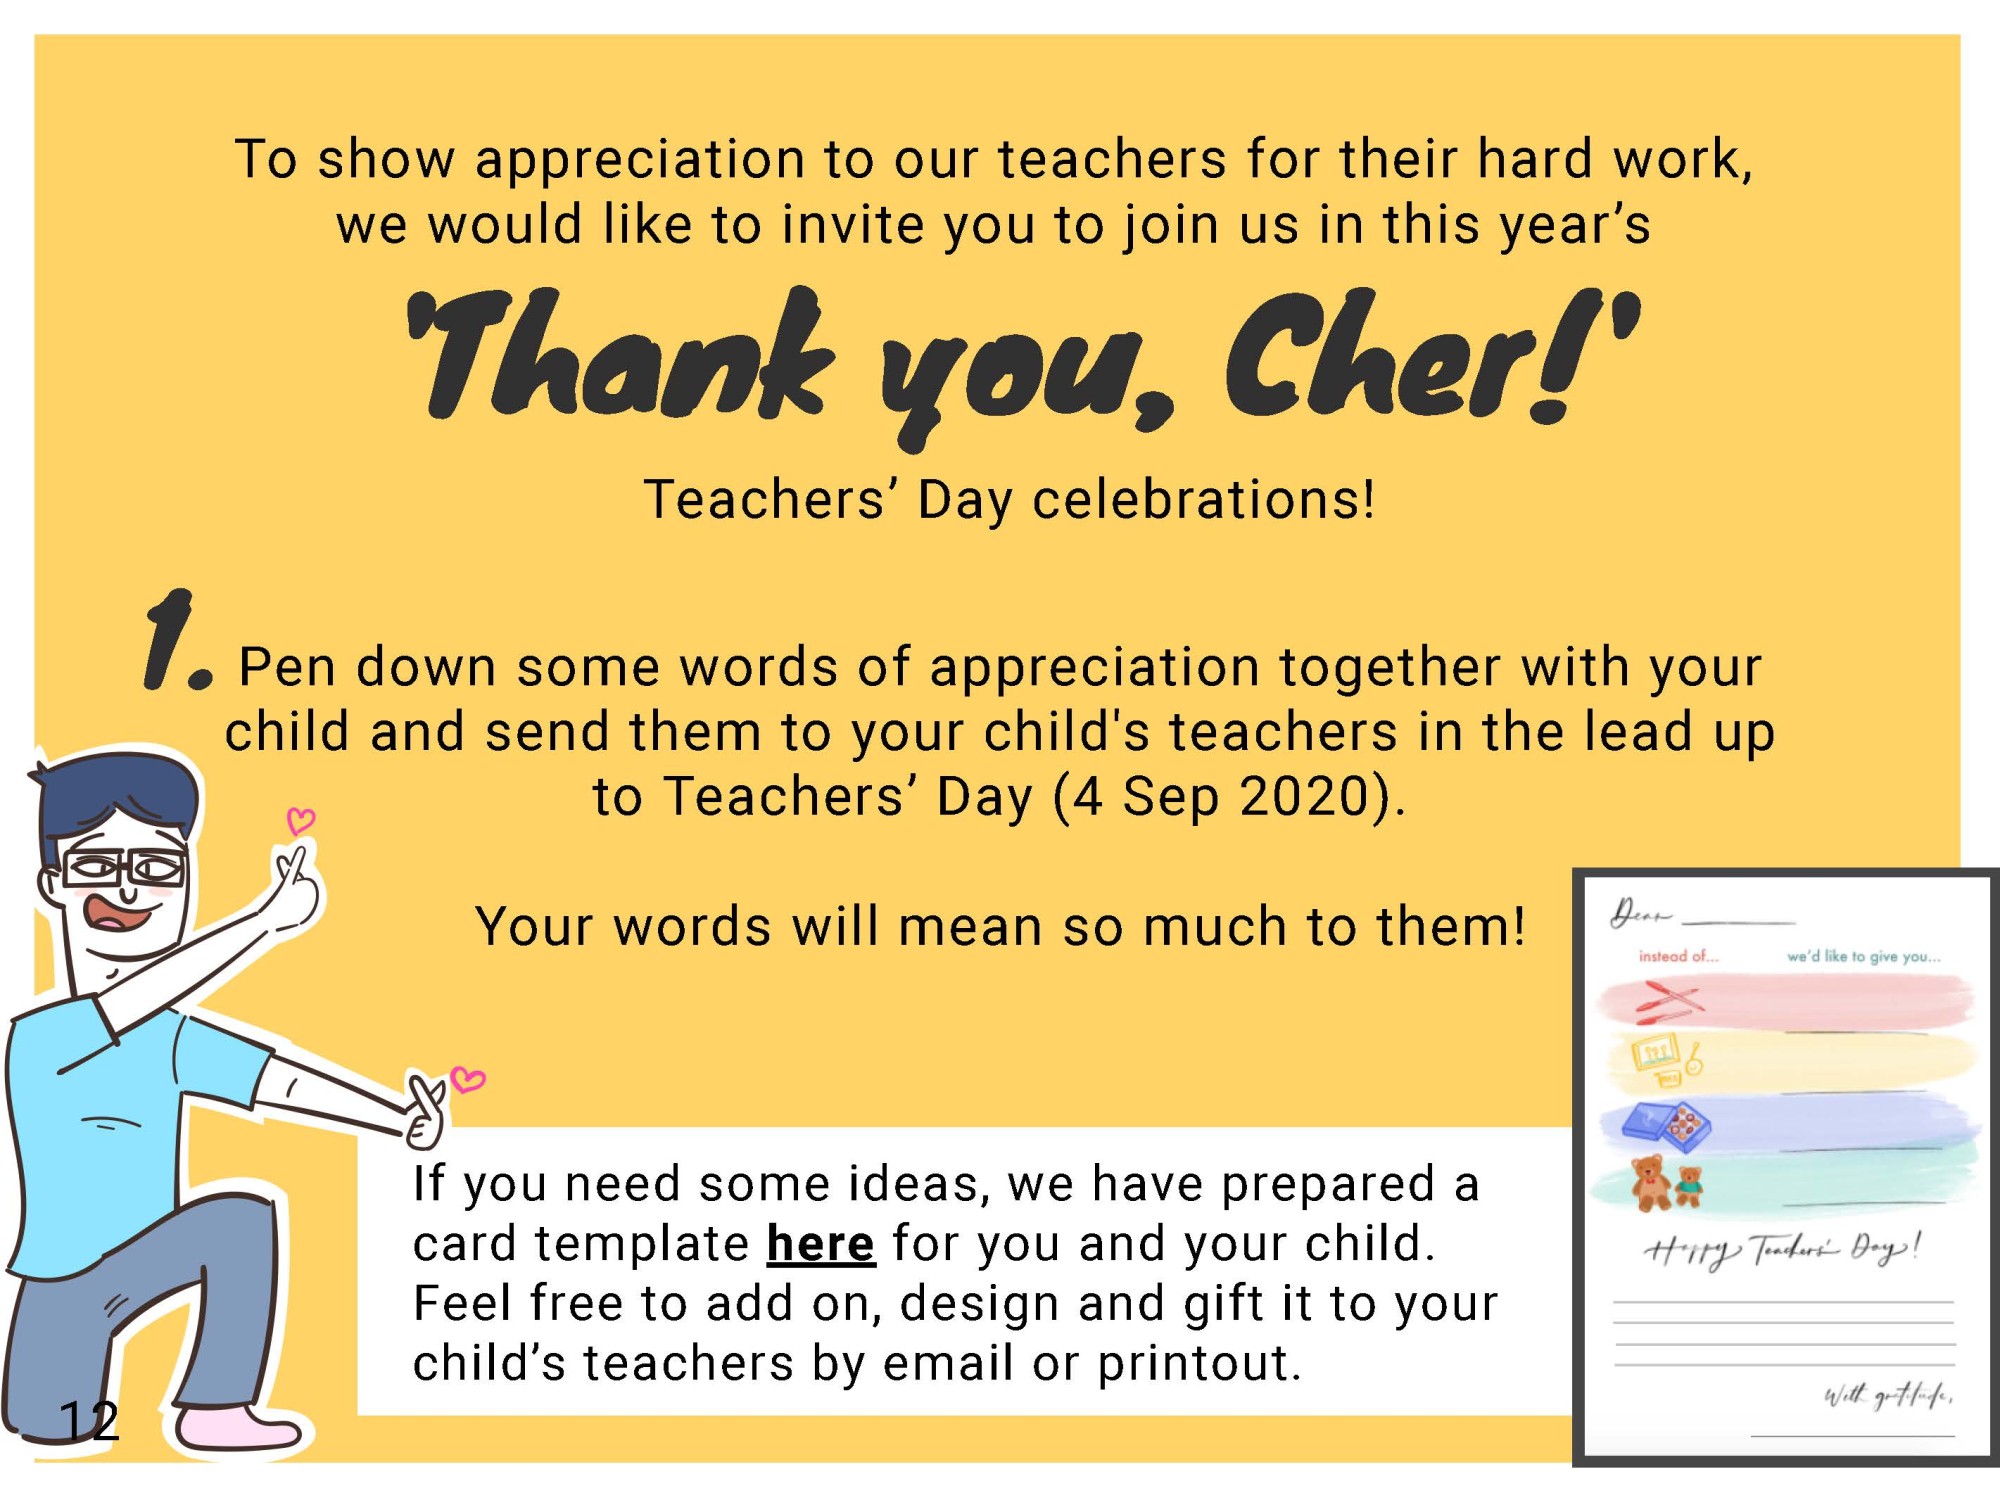 To show appreciation to our teachers for their hard work,
we would like to invite you to join us in this year’s
'Thank you, Cher!'
Teachers’ Day celebrations!
1. Pen down some words of appreciation together with your
child and send them to your child's teachers in the lead up
to Teachers’ Day (4 Sep 2020).
Your words will mean so much to them!
If you need some ideas, we have prepared a
card template here for you and your child.
Feel free to add on, design and gift it to your
child’s teachers by email or printout.
12
Dear
instead of... we'd like to give you...
Happy Teachers' Day!
With gratitude,